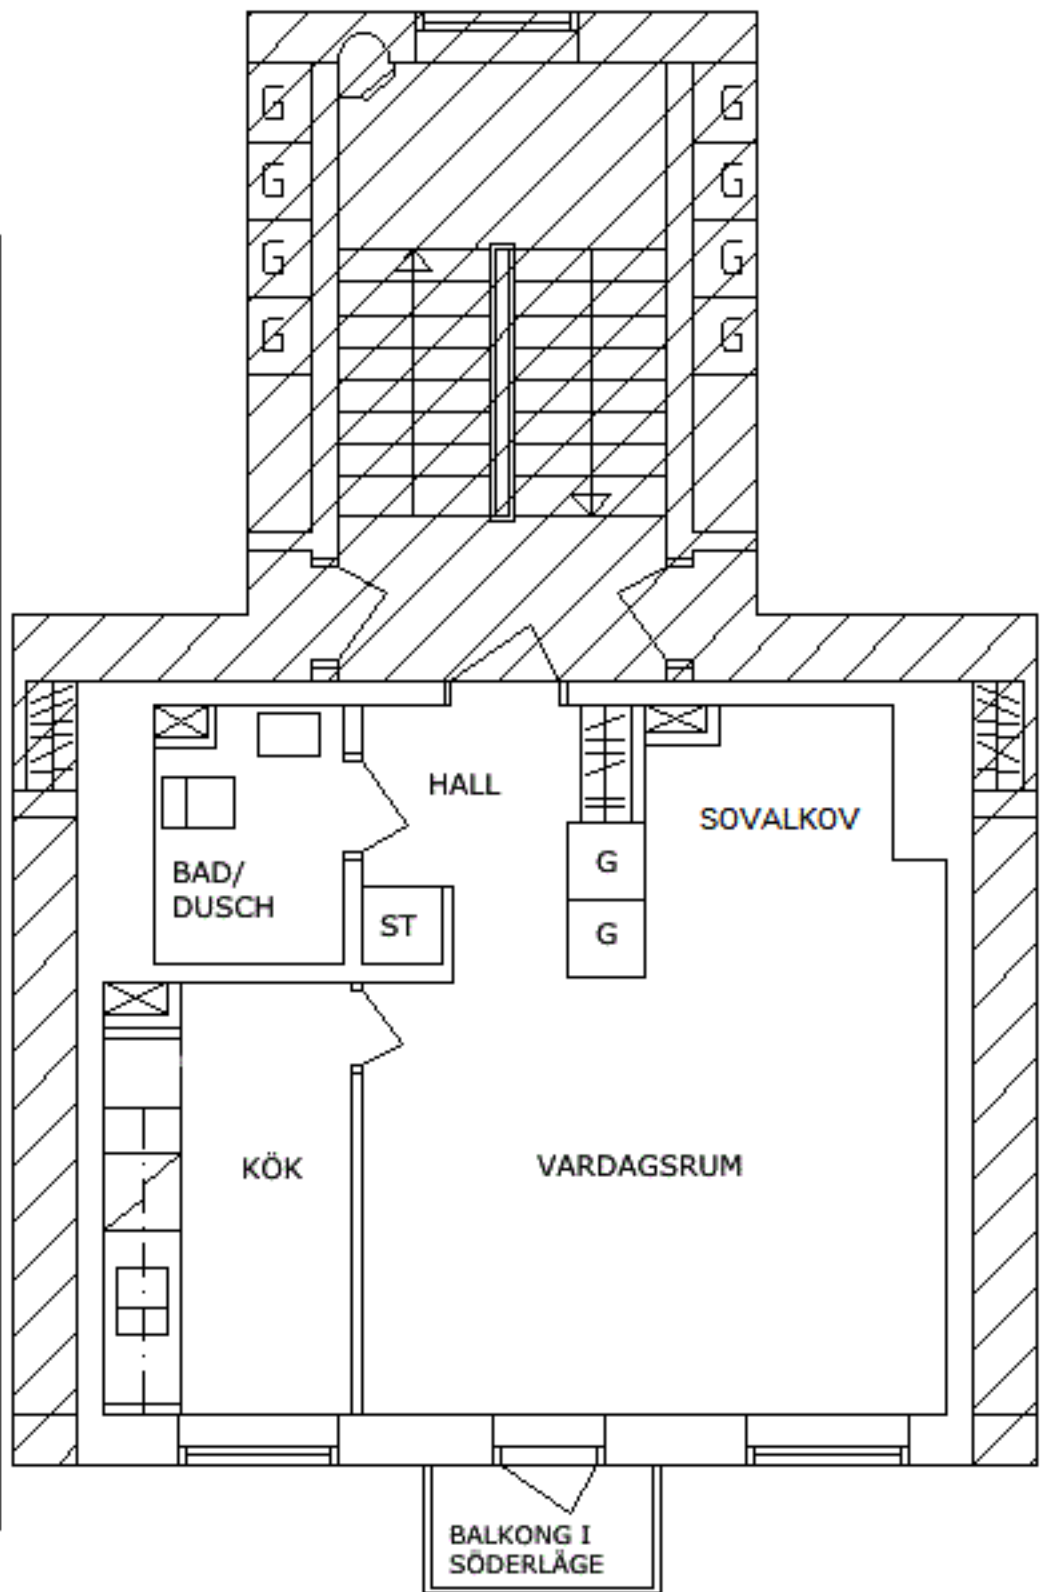 G G
G G
G G
G G
HALL
SOVALKOV
G
BAD/
DUSCH
ST
G
KÖK
VARDAGSRUM
BALKONG I
SÖDERLÄGE